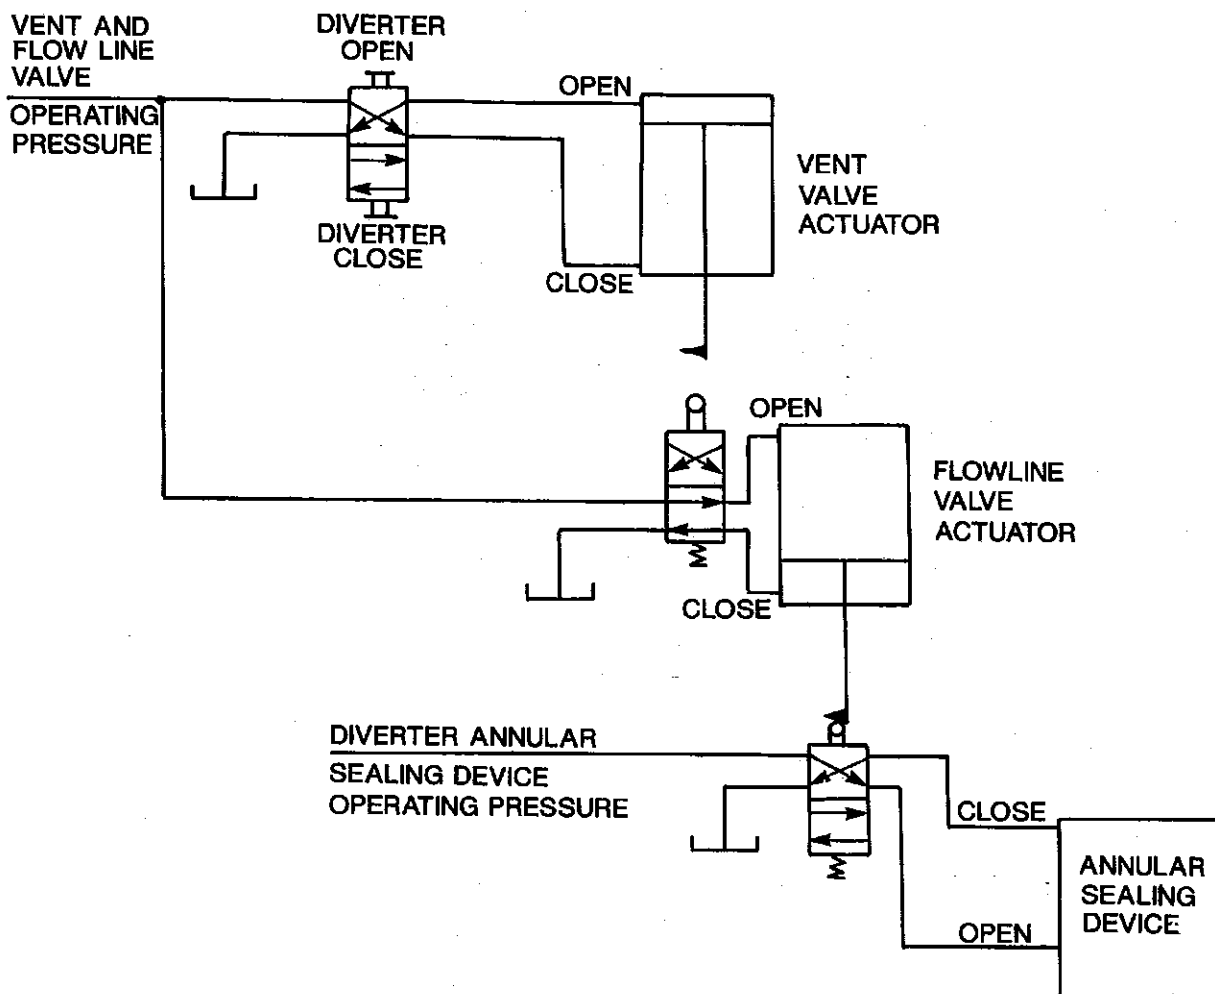 VENT AND
FLOW LINE
VALVE
OPERATING
PRESSURE
DIVERTER
OPEN
DIVERTER
CLOSE
OPEN
CLOSE
VENT
VALVE
ACTUATOR
OPEN
CLOSE
FLOWLINE
VALVE
ACTUATOR
DIVERTER ANNULAR
SEALING DEVICE
OPERATING PRESSURE
CLOSE
OPEN
ANNULAR
SEALING
DEVICE